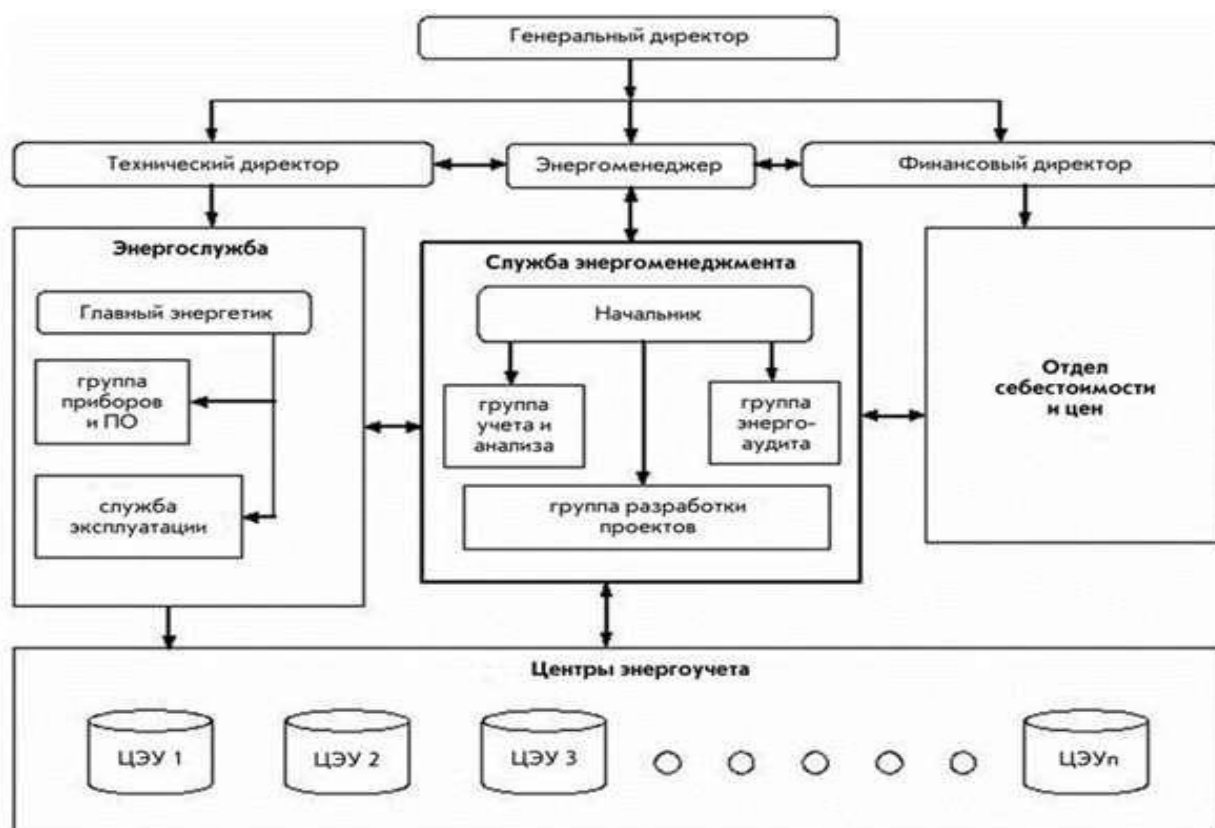 Генеральный директор
Технический директор
Энергоменеджер
Финансовый директор
Энергослужба
Главный энергетик
группа
приборов
и ПО
служба
эксплуатации
Служба энергоменеджмента
Начальник
группа
учета и
анализа
группа
энерго-
аудита
группа разработки
проектов
Отдел
себестоимости
и цен
Центры энергоучета
ЦЭУ 1
ЦЭУ 2
ЦЭУ 3
ЦЭУn